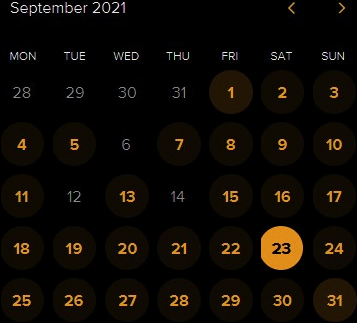 September 2021
MON TUE WED THU FRI SAT SUN
28 29 30 31 1 2 3
4 5 6 7 8 9 10
11 12 13 14 15 16 17
18 19 20 21 22 23 24
25 26 27 28 29 30 31